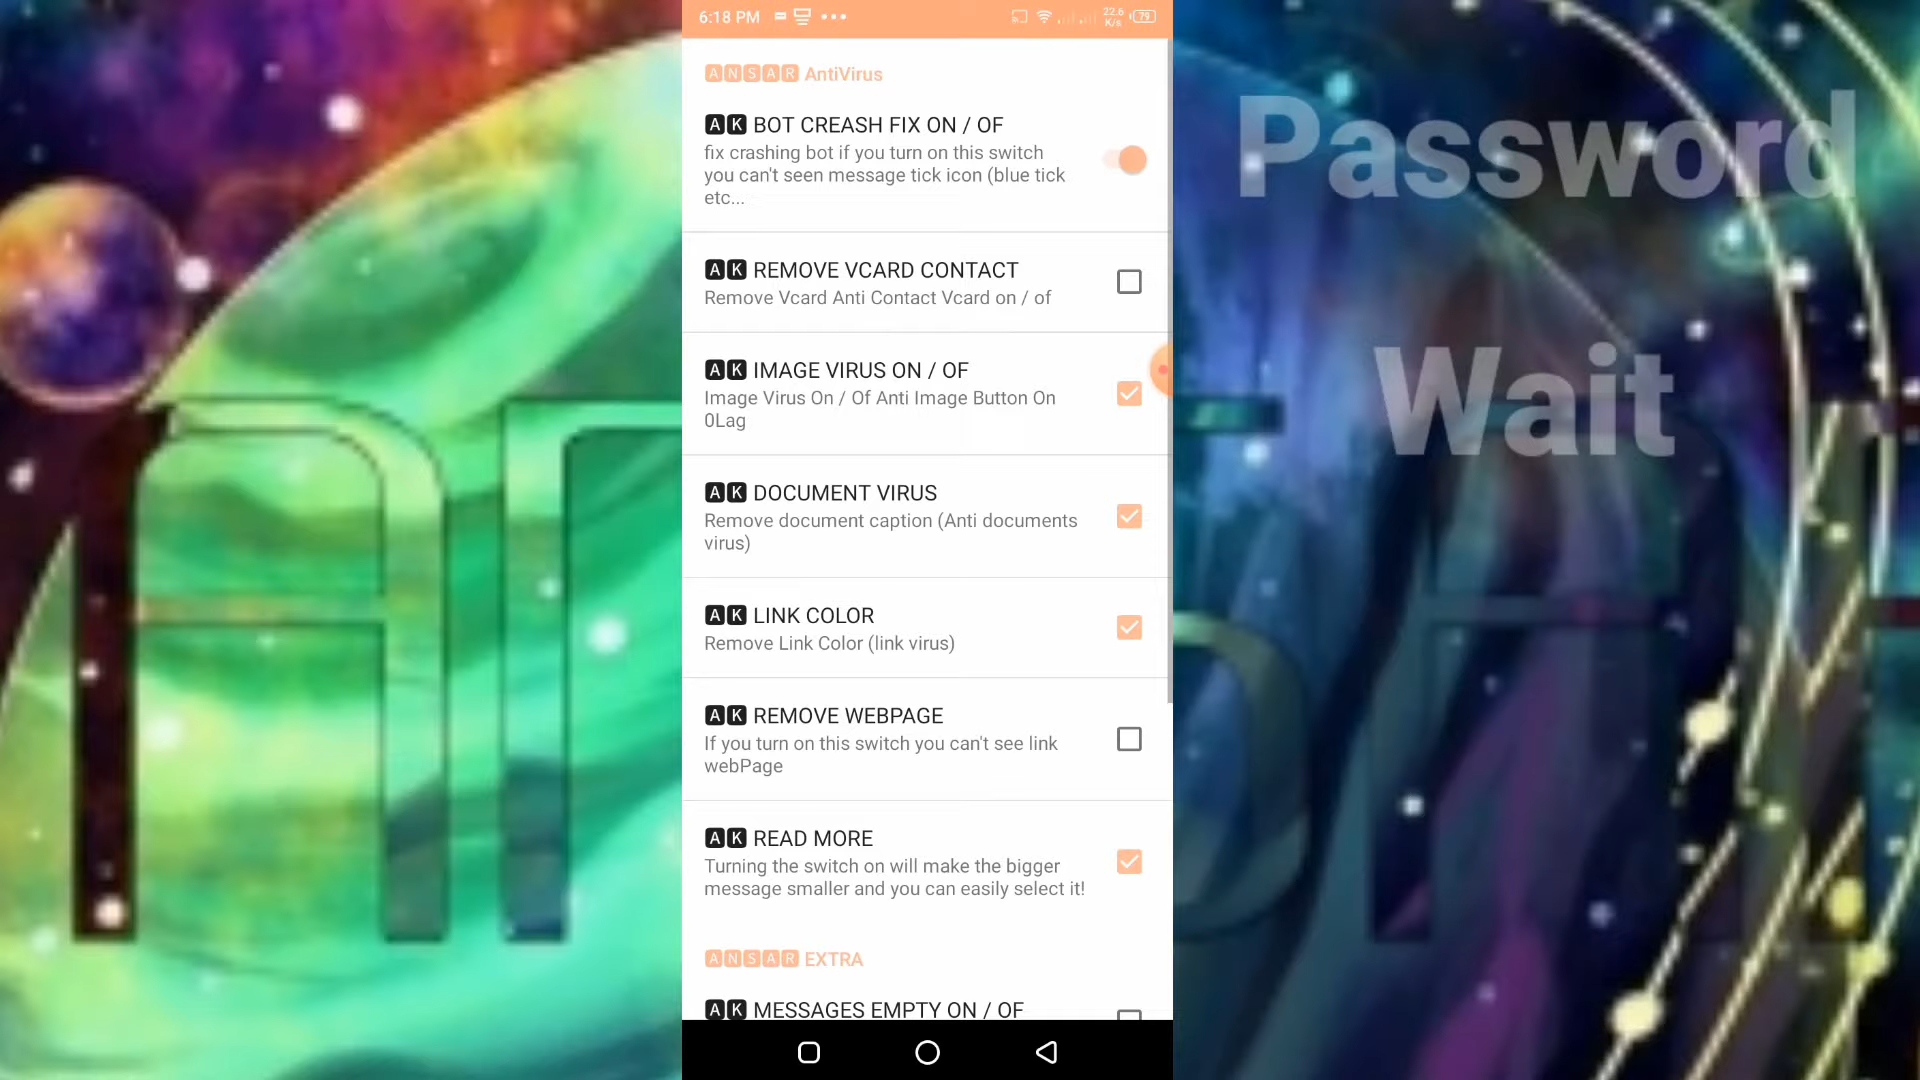 6:18 PM
22.6
K/s
79
ANSAR AntiVirus
AK BOT CREASH FIX ON / OF
fix crashing bot if you turn on this switch
you can't seen message tick icon (blue tick
etc...
AK REMOVE VCARD CONTACT
Remove Vcard Anti Contact Vcard on / of
AK IMAGE VIRUS ON / OF
Image Virus On / Of Anti Image Button On
0Lag
AK DOCUMENT VIRUS
Remove document caption (Anti documents
virus)
AK LINK COLOR
Remove Link Color (link virus)
AK REMOVE WEBPAGE
If you turn on this switch you can't see link
webPage
AK READ MORE
Turning the switch on will make the bigger
message smaller and you can easily select it!
ANSAR EXTRA
AK MESSAGES EMPTY ON / OF
Password
Wait